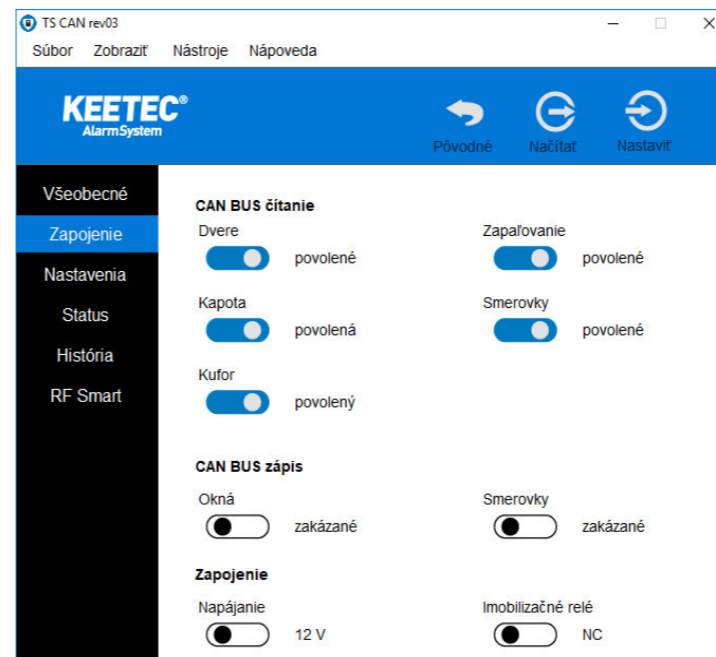 TS CAN rev03
Súbor Zobraziť Nástroje Nápoveda
KEETEC®
AlarmSystem
Pôvodné Načítať Nastaviť
Všeobecné
Zapojenie
Nastavenia
Status
História
RF Smart
CAN BUS čítanie
Dvere Zapaľovanie
povolené povolené
Kapota Smerovky
povolená povolené
Kufor
povolený
CAN BUS zápis
Okná Smerovky
zakázané zakázané
Zapojenie
Napájanie Imobilizačné relé
12 V NC